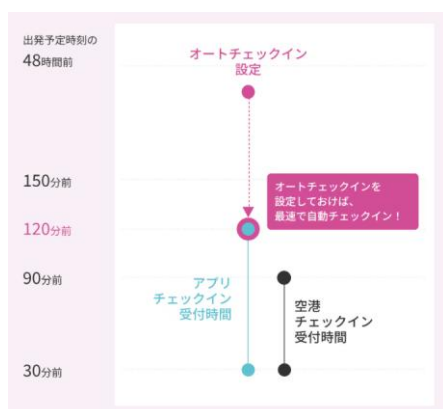 出発予定時刻の
48時間前
オートチェックイン
設定
150分前
オートチェックインを
設定しておけば、
最速で自動チェックイン！
120分前
90分前
アプリ
チェックイン
受付時間
空港
チェックイン
受付時間
30分前